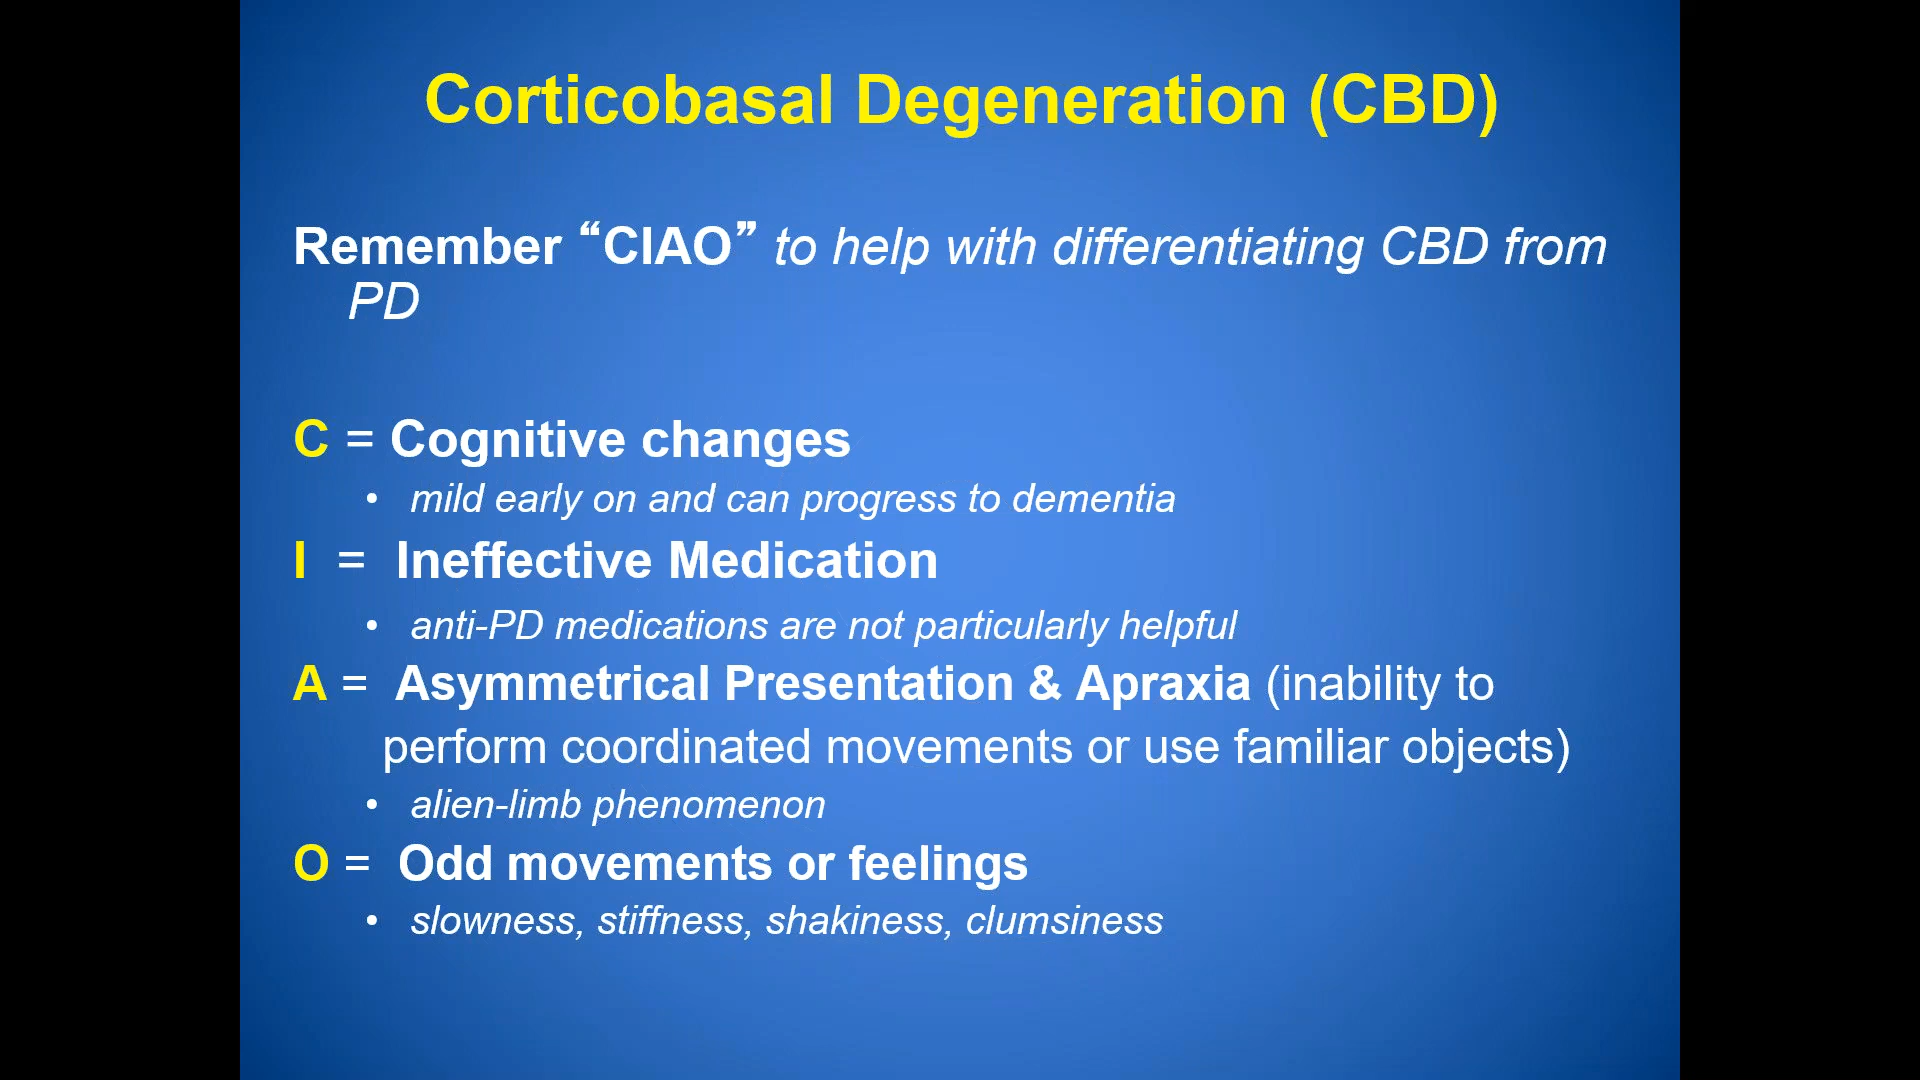 Corticobasal Degeneration (CBD)
Remember “CIAO” to help with differentiating CBD from
PD
C = Cognitive changes
• mild early on and can progress to dementia
I = Ineffective Medication
• anti-PD medications are not particularly helpful
A = Asymmetrical Presentation & Apraxia (inability to
perform coordinated movements or use familiar objects)
• alien-limb phenomenon
O = Odd movements or feelings
• slowness, stiffness, shakiness, clumsiness